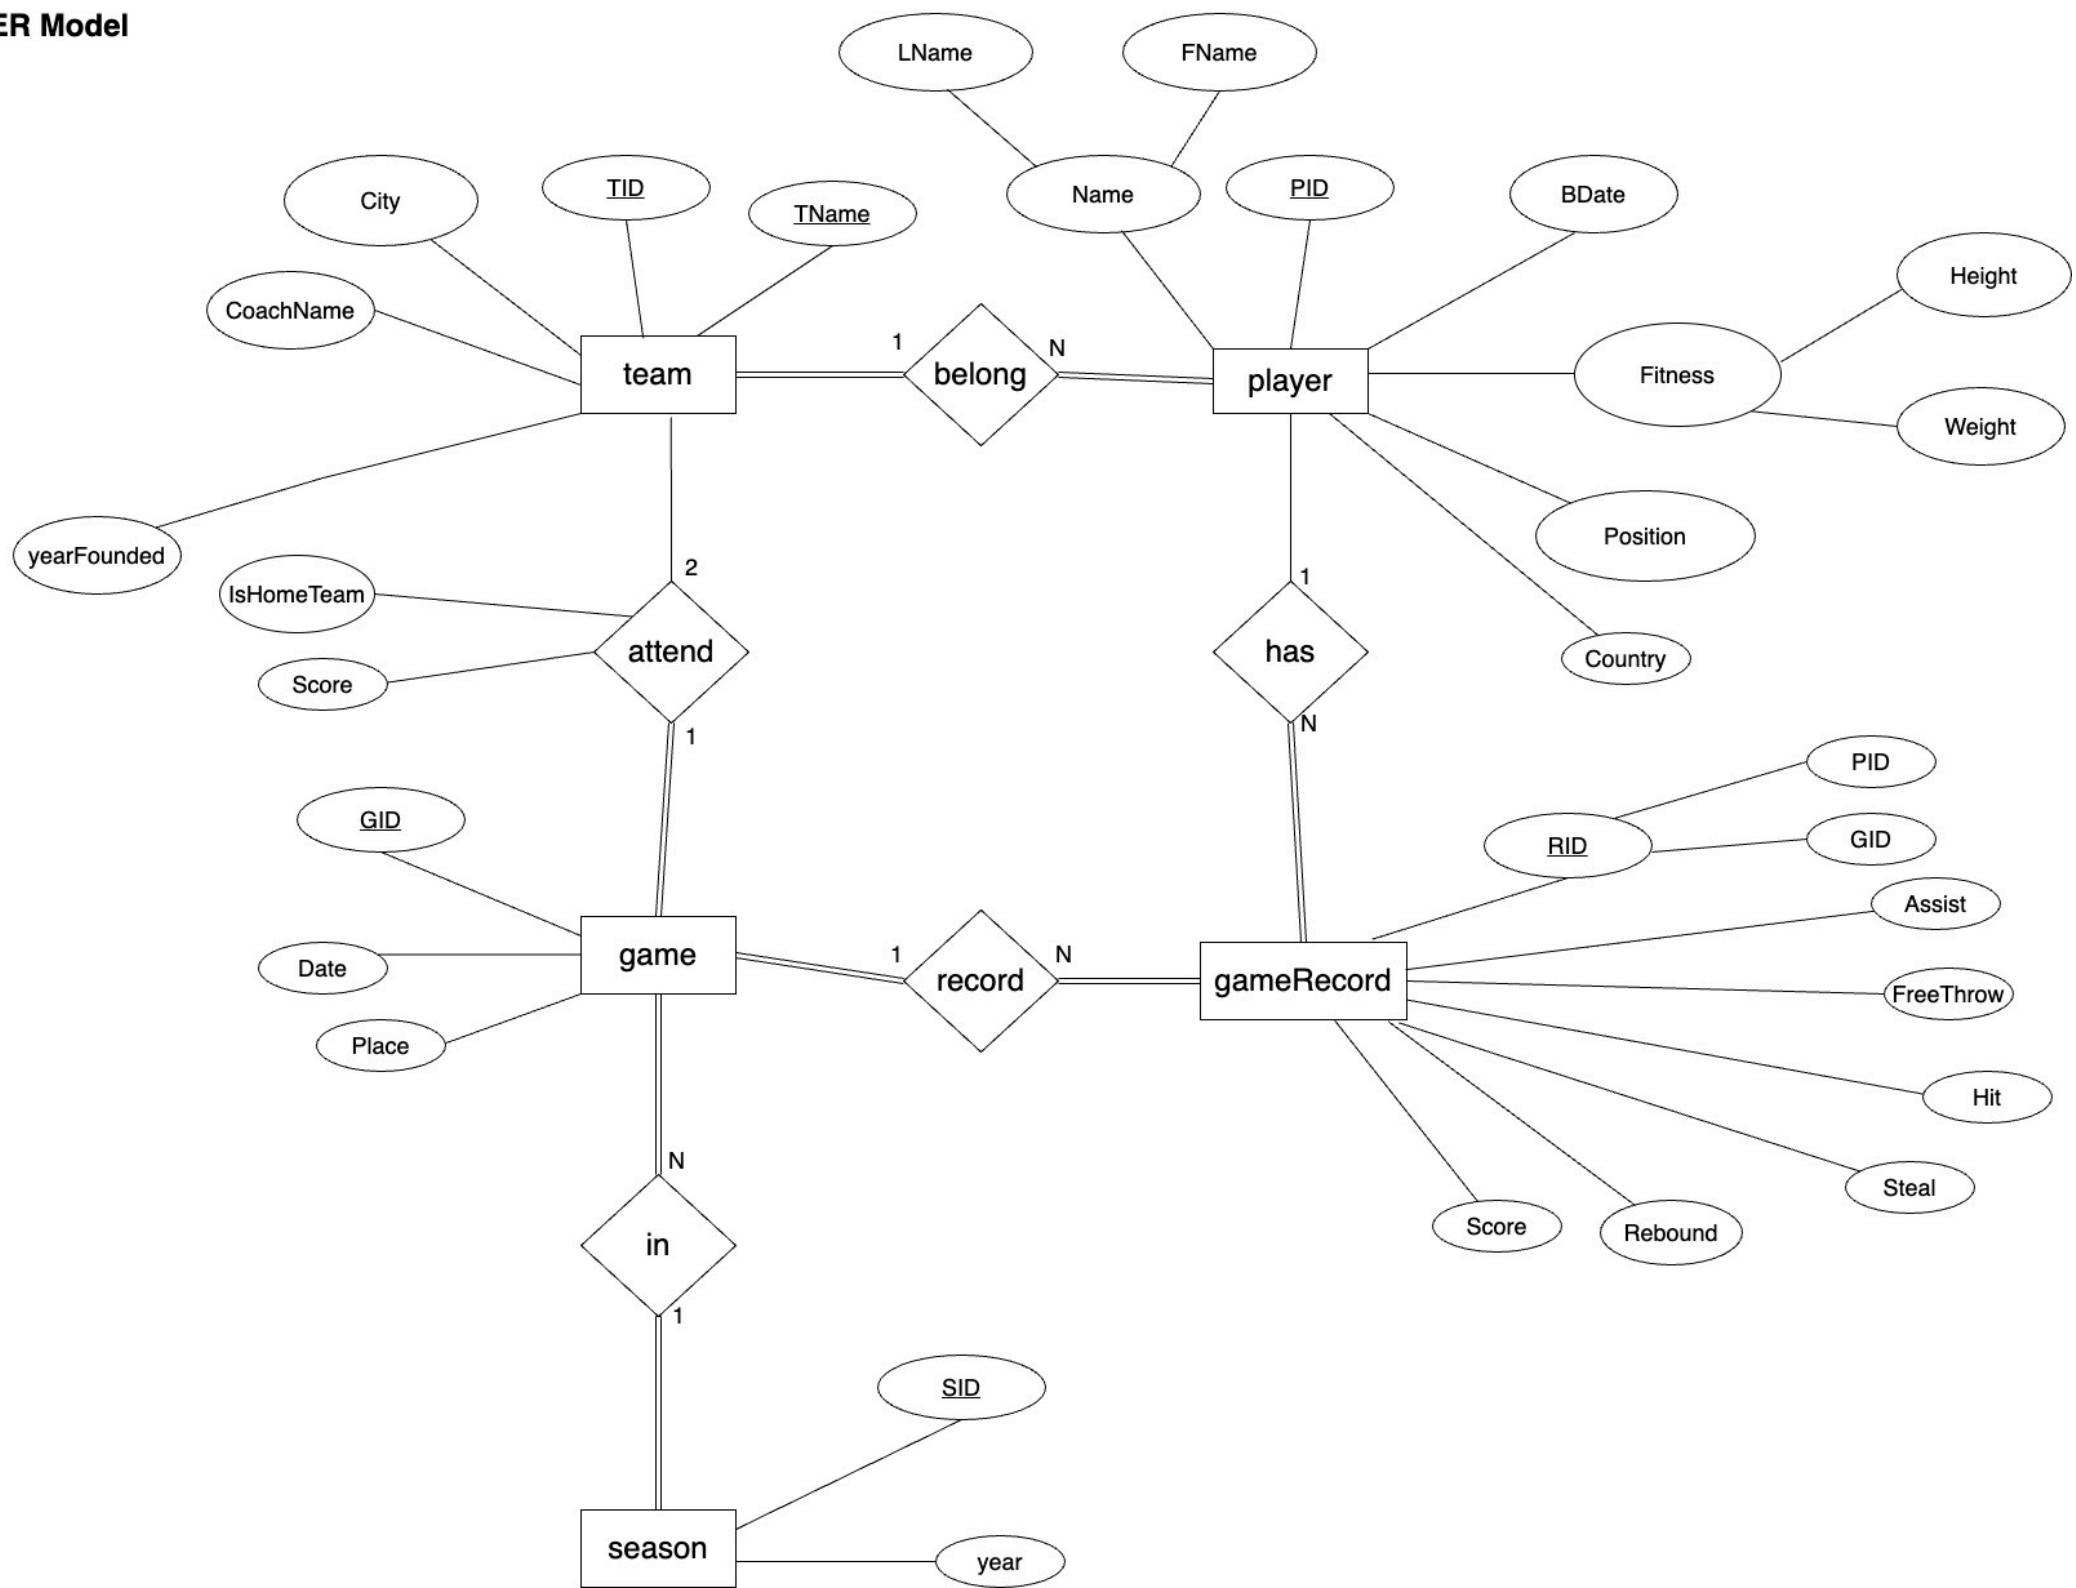 ER Model
LName
FName
City
TID
TName
Name
PID
BDate
CoachName
Height
team
1
belong
N
player
Fitness
Weight
yearFounded
Position
IsHomeTeam
2
attend
Score
1
1
has
N
Country
GID
PID
RID
GID
Assist
game
Date
Place
1
record
N
gameRecord
FreeThrow
Hit
Steal
Score
Rebound
N
in
1
SID
season
year